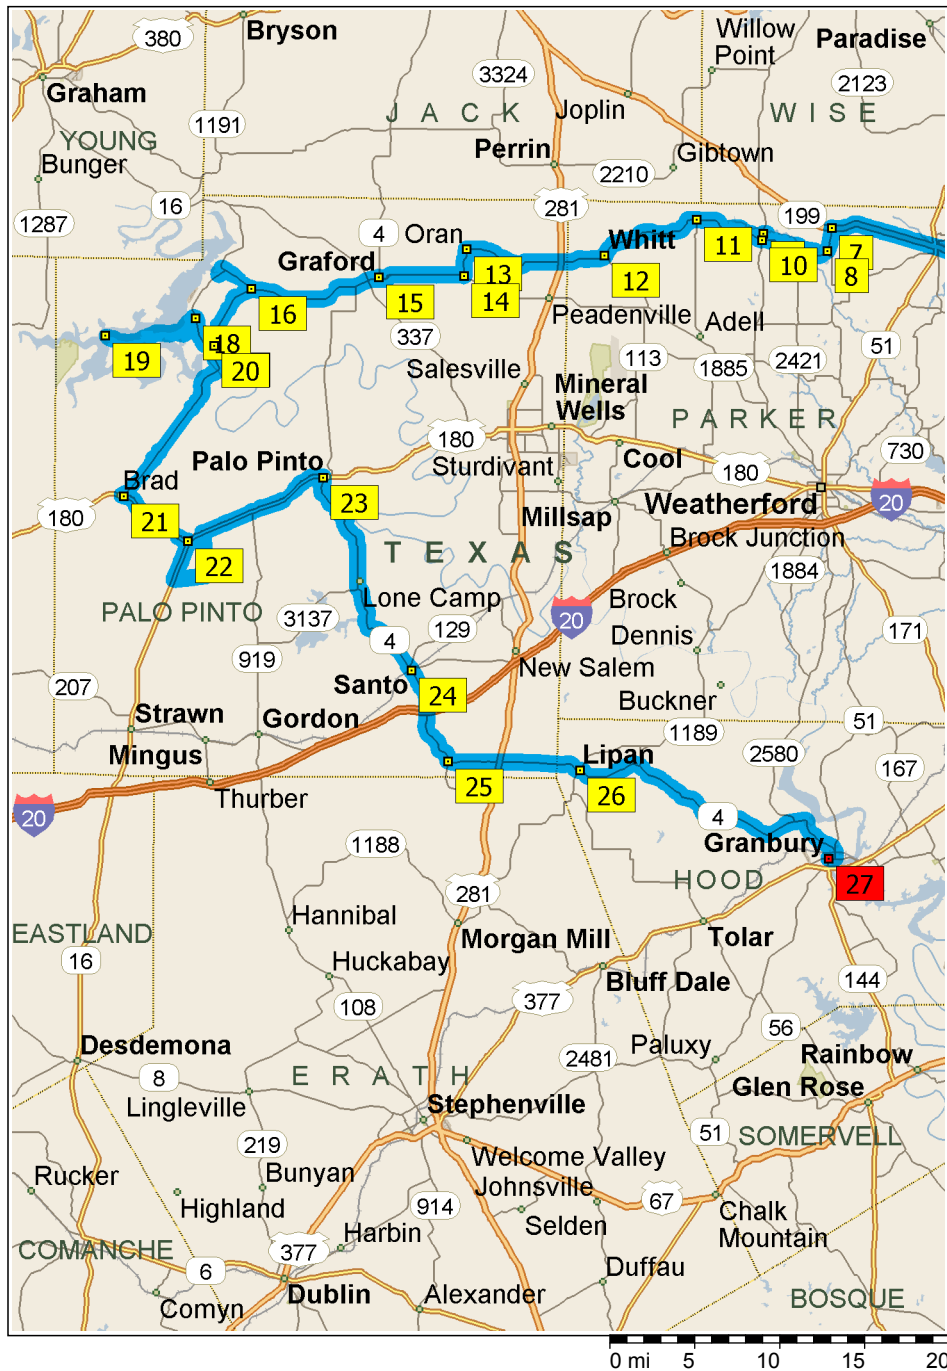 Bryson
Willow
Point
Paradise
380
3324
2123
Graham
JACK
Joplin
WISE
1191
YOUNG
Bunger
Perrin
Gibtown
2210
16
281
199
1287
4
Oran
Whitt
Graford
11
10
7
8
13
12
14
15
16
Peadenville
Adell
18
19
20
337
51
113
1885
2421
Salesville
Mineral
Wells
PARKER
180
730
Palo Pinto
Sturdivant
Cool
180
Brad
23
Weatherford
20
180
21
Millsap
TEXAS
Brock Junction
22
1884
Lone Camp
PALO PINTO
3137
Brock
20
4
129
Dennis
171
919
New Salem
207
Santo
24
Buckner
Strawn
Gordon
51
1189
Mingus
Lipan
2580
167
25
Thurber
26
20
4
1188
Granbury
HOOD
27
281
Hannibal
EASTLAND
Morgan Mill
Tolar
16
Huckabay
Bluff Dale
144
377
108
56
Desdemona
2481
Paluxy
Rainbow
8
ERATH
Glen Rose
Lingleville
Stephenville
51
SOMERVELL
219
Welcome Valley
Rucker
Bunyan
Johnsville
67
Highland
914
Selden
Chalk
Mountain
Harbin
COMANCHE
377
6
Duffau
Dublin
Alexander
BOSQUE
Comyn
0 mi 5 10 15 20